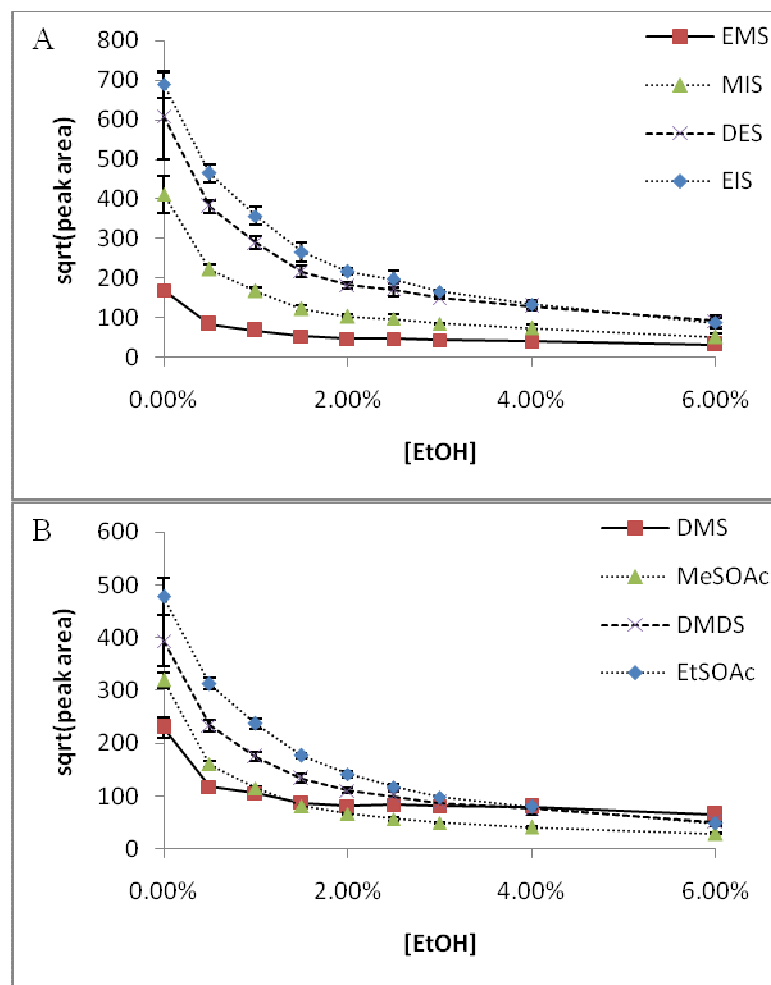 A
800
700
600
500
400
300
200
100
0
sqrt(peak area)
0.00%
2.00%
4.00%
6.00%
[EtOH]
EMS
MIS
DES
EIS
B
600
500
400
300
200
100
0
sqrt(peak area)
0.00%
2.00%
4.00%
6.00%
[EtOH]
DMS
MeSOAc
DMDS
EtSOAc